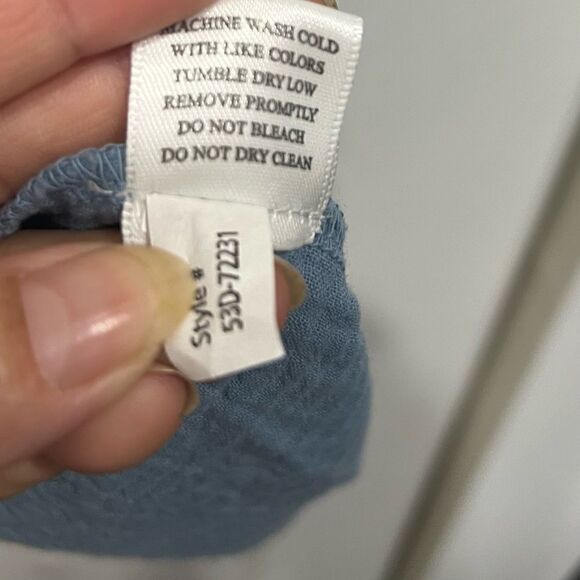 MACHINE WASH COLD
WITH LIKE COLORS
TUMBLE DRY LOW
REMOVE PROMPTLY
DO NOT BLEACH
DO NOT DRY CLEAN
Style #
53D-72231